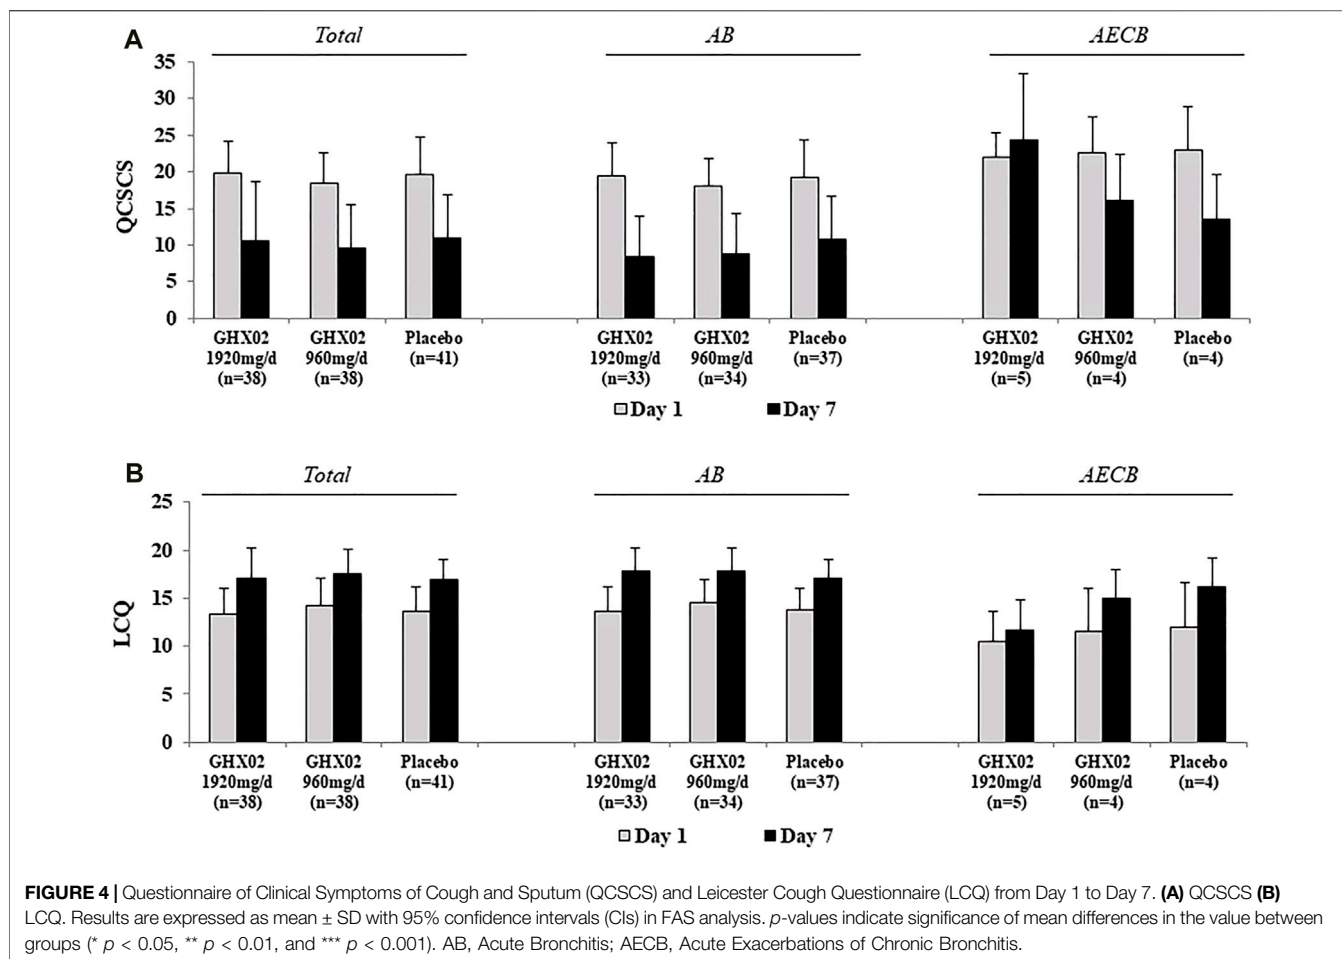 A
Total AB AECB
35
30
25
20
15
10
5
0
QCSCS
GHX02 GHX02 Placebo GHX02 GHX02 Placebo GHX02 GHX02 Placebo
1920mg/d 960mg/d (n=41) 1920mg/d 960mg/d (n=37) 1920mg/d 960mg/d (n=4)
(n=38) (n=38) (n=33) (n=34) (n=5) (n=4)
Day 1 Day 7
B
Total AB AECB
25
20
15
10
5
0
LCQ
GHX02 GHX02 Placebo GHX02 GHX02 Placebo GHX02 GHX02 Placebo
1920mg/d 960mg/d (n=41) 1920mg/d 960mg/d (n=37) 1920mg/d 960mg/d (n=4)
(n=38) (n=38) (n=33) (n=34) (n=5) (n=4)
Day 1 Day 7
FIGURE 4 | Questionnaire of Clinical Symptoms of Cough and Sputum (QCSCS) and Leicester Cough Questionnaire (LCQ) from Day 1 to Day 7. (A) QCSCS (B)
LCQ. Results are expressed as mean ± SD with 95% confidence intervals (CIs) in FAS analysis. p-values indicate significance of mean differences in the value between
groups (* p < 0.05, ** p < 0.01, and *** p < 0.001). AB, Acute Bronchitis; AECB, Acute Exacerbations of Chronic Bronchitis.